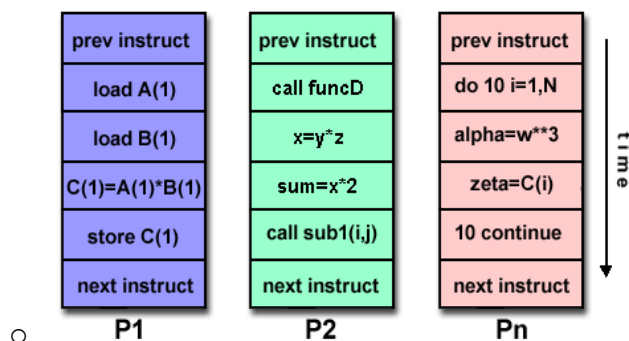 prev instruct
load A(1)
load B(1)
C(1)=A(1)*B(1)
store C(1)
next instruct
P1
prev instruct
call funcD
x=y*z
sum=x*2
call sub1(i,j)
next instruct
P2
prev instruct
do 10 i=1,N
alpha=w**3
zeta=C(i)
10 continue
next instruct
Pn
time